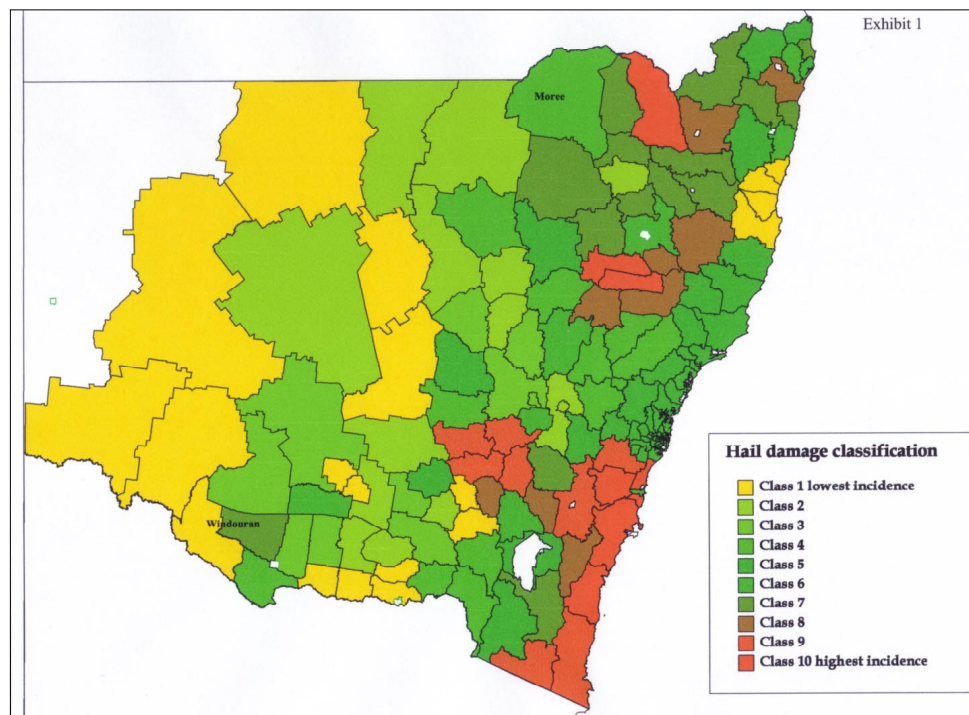 Exhibit 1
Moree
Windouran
Hail damage classification
Class 1 lowest incidence
Class 2
Class 3
Class 4
Class 5
Class 6
Class 7
Class 8
Class 9
Class 10 highest incidence